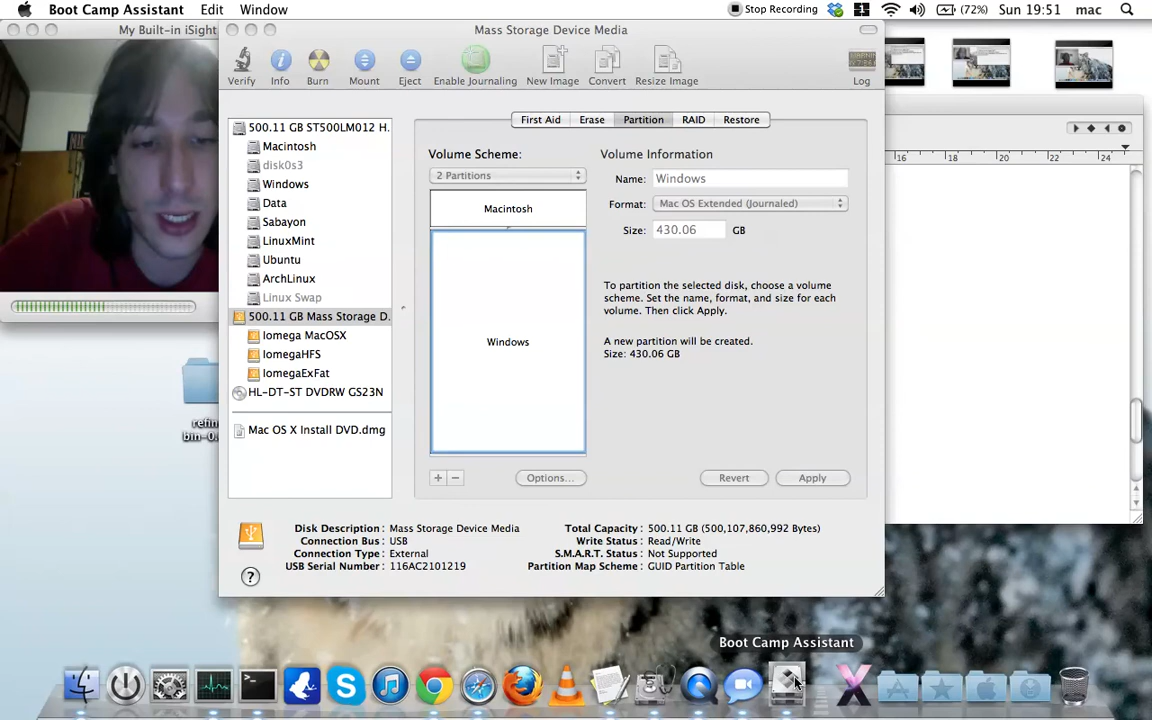 Boot Camp Assistant Edit Window
Stop Recording (72%) Sun 19:51 mac
My Built-in iSight
Mass Storage Device Media
Verify Info Burn Mount Eject Enable Journaling New Image Convert Resize Image Log
First Aid Erase Partition RAID Restore
500.11 GB ST500LM012 H.
Macintosh
disk0s3
Windows
Data
Sabayon
LinuxMint
Ubuntu
ArchLinux
Linux Swap
500.11 GB Mass Storage D.
Iomega MacOSX
IomegaHFS
IomegaExFat
HL-DT-ST DVDRW GS23N
Mac OS X Install DVD.dmg
Volume Scheme:
2 Partitions
Macintosh
Windows
Options...
Volume Information
Name: Windows
Format: Mac OS Extended (Journaled)
Size: 430.06 GB
To partition the selected disk, choose a volume
scheme. Set the name, format, and size for each
volume. Then click Apply.
A new partition will be created.
Size: 430.06 GB
Revert Apply
16 18 20 22 24
Disk Description : Mass Storage Device Media
Connection Bus : USB
Connection Type : External
USB Serial Number : 116AC2101219
Total Capacity : 500.11 GB (500,107,860,992 Bytes)
Write Status : Read/Write
S.M.A.R.T. Status : Not Supported
Partition Map Scheme : GUID Partition Table
refin
bin-0.
Boot Camp Assistant